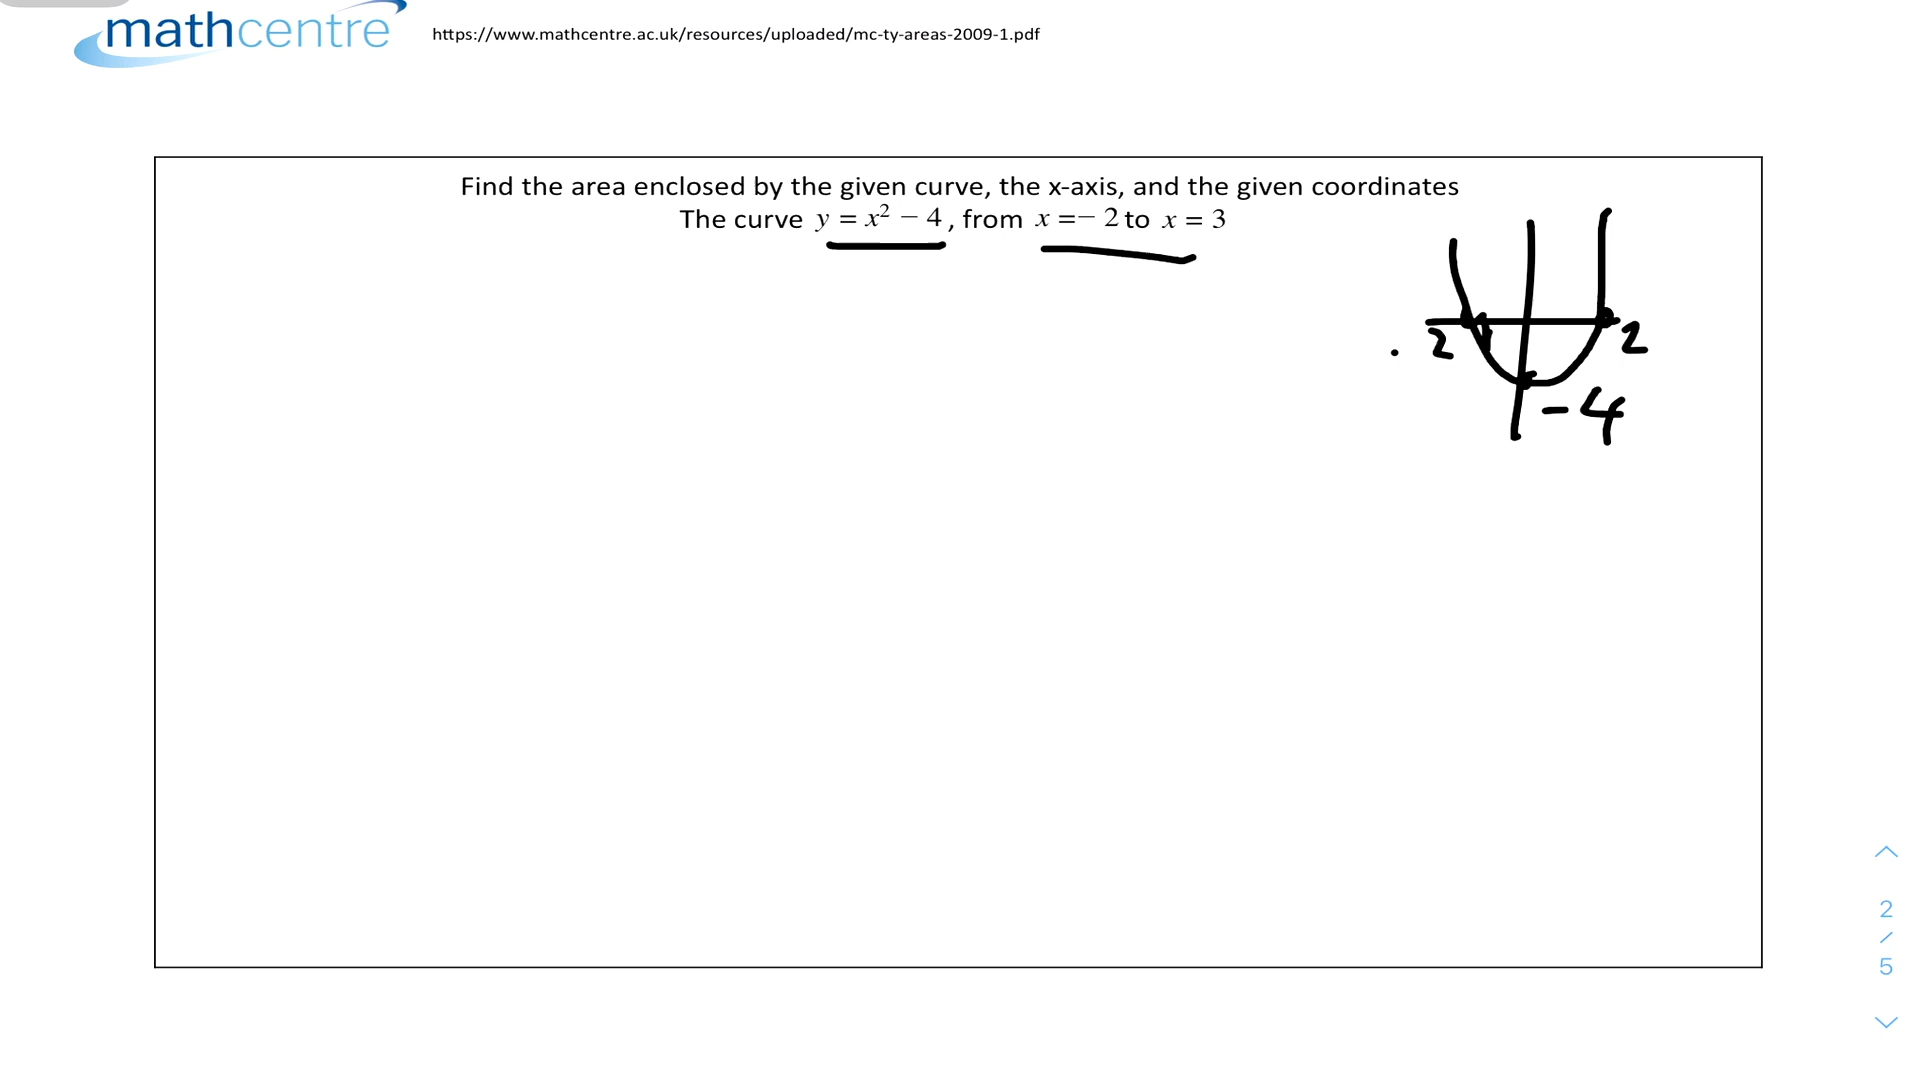 mathcentre
https://www.mathcentre.ac.uk/resources/uploaded/mc-ty-areas-2009-1.pdf
Find the area enclosed by the given curve, the x-axis, and the given coordinates
The curve y = x² − 4, from x =− 2 to x = 3
2 2
-4
2
/
5